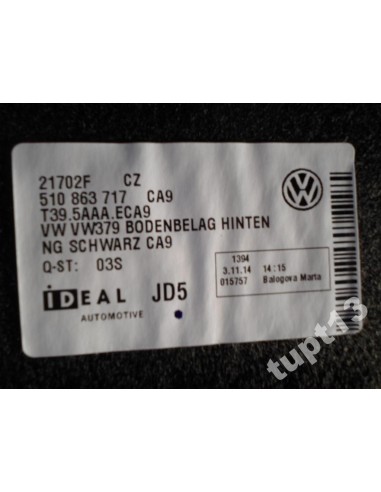 21702F CZ
510 863 717 CA9
T39.5AAA.ECA9
VW VW379 BODENBELAG HINTEN
NG SCHWARZ CA9
Q-ST: 03S
1394
3.11.14 14:15
015757 Balogova Marta
iDEAL JD5
AUTOMOTIVE
tupt13